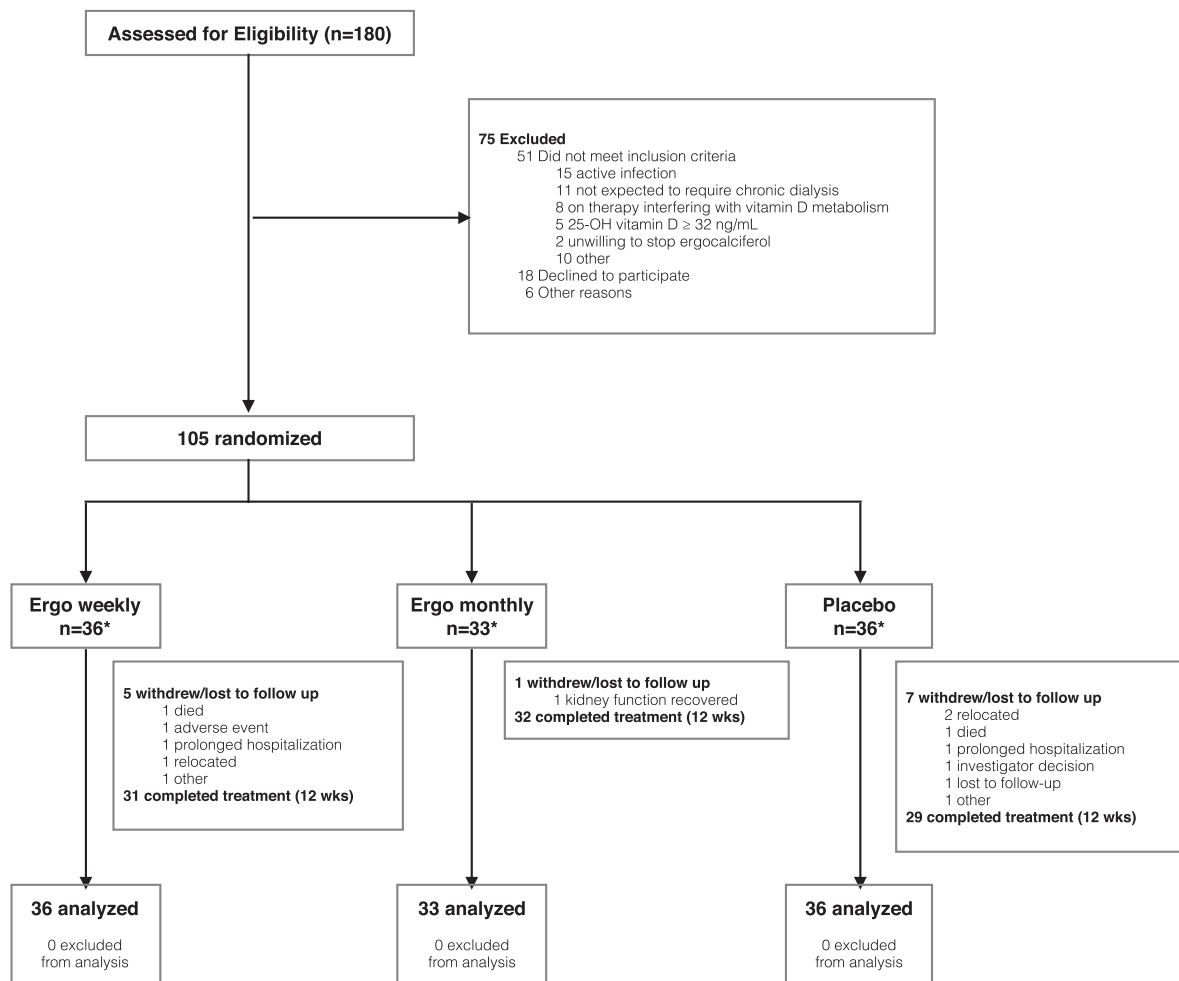 Assessed for Eligibility (n=180)
75 Excluded
51 Did not meet inclusion criteria
15 active infection
11 not expected to require chronic dialysis
8 on therapy interfering with vitamin D metabolism
5 25-OH vitamin D ≥ 32 ng/mL
2 unwilling to stop ergocalciferol
10 other
18 Declined to participate
6 Other reasons
105 randomized
Ergo weekly
n=36*
Ergo monthly
n=33*
Placebo
n=36*
5 withdrew/lost to follow up
1 died
1 adverse event
1 prolonged hospitalization
1 relocated
1 other
31 completed treatment (12 wks)
1 withdrew/lost to follow up
1 kidney function recovered
32 completed treatment (12 wks)
7 withdrew/lost to follow up
2 relocated
1 died
1 prolonged hospitalization
1 investigator decision
1 lost to follow-up
1 other
29 completed treatment (12 wks)
36 analyzed
0 excluded
from analysis
33 analyzed
0 excluded
from analysis
36 analyzed
0 excluded
from analysis